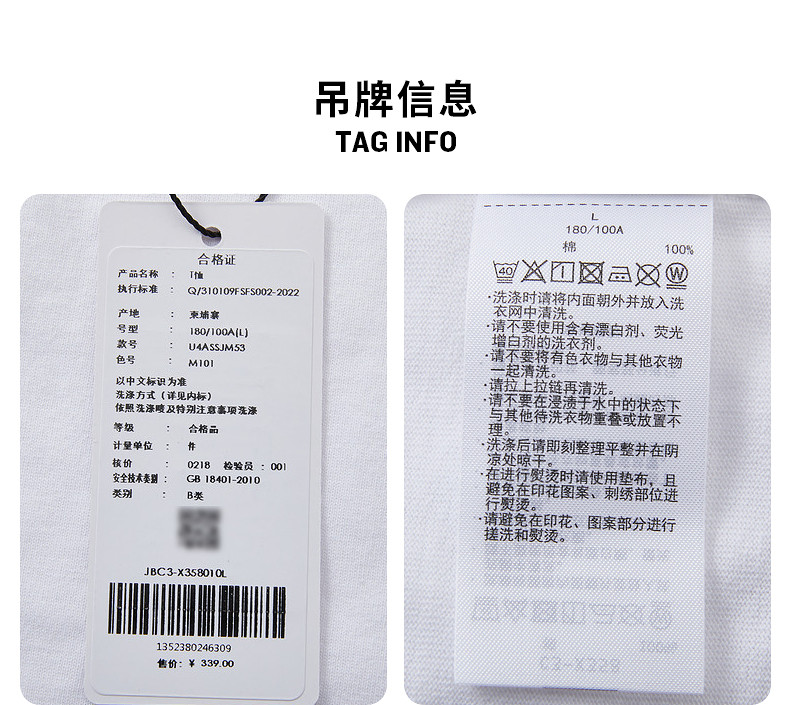 吊牌信息
TAG INFO
合格证
产品名称 : T恤
执行标准 : Q/310109FSFS002-2022
产地 : 柬埔寨
号型 : 180/100A(L)
款号 : U4ASSJM53
色号 : M101
以中文标识为准
洗涤方式（详见内标）
依照洗涤唛及特别注意事项洗涤
等级 : 合格品
计量单位 : 件
核价 : 0218 检验员 : 001
安全技术类别 : GB 18401-2010
类别 : B类
JBC3-X358010L
1352380246309
售价: ¥ 339.00
L
180/100A
棉 100%
40
·洗涤时请将内面朝外并放入洗
衣网中清洗。
·请不要使用含有漂白剂、荧光
增白剂的洗衣剂。
·请不要将有色衣物与其他衣物
一起清洗。
·请拉上拉链再清洗。
·请不要在浸渍于水中的状态下
与其他待洗衣物重叠或放置不
理。
·洗涤后请即刻整理平整并在阴
凉处晾干。
·在进行熨烫时请使用垫布，且
避免在印花图案、刺绣部位进
行熨烫。
·请避免在印花、图案部分进行
搓洗和熨烫。